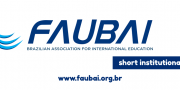 FAUBAI
BRAZILIAN ASSOCIATION FOR INTERNATIONAL EDUCATION
short institutional
www.faubai.org.br